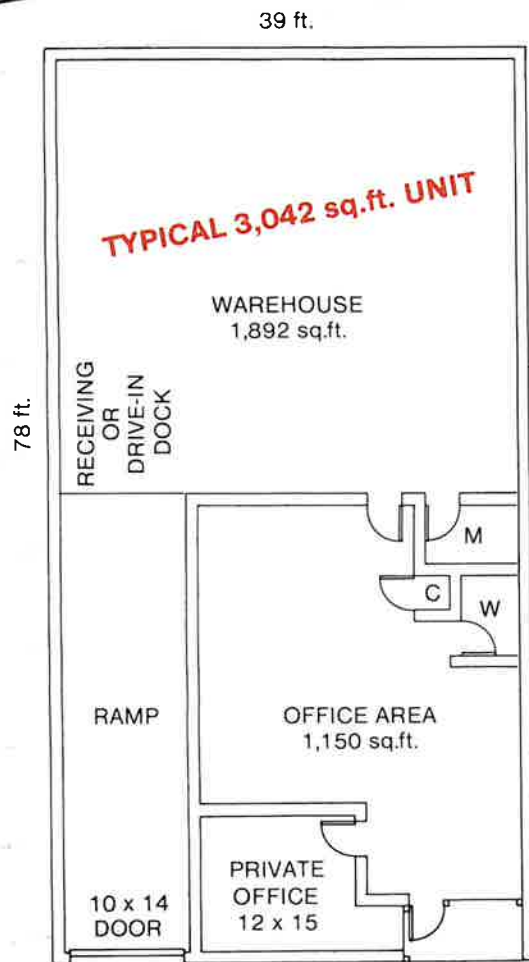 39 ft.
TYPICAL 3,042 sq.ft. UNIT
WAREHOUSE
1,892 sq.ft.
78 ft.
RECEIVING
OR
DRIVE-IN
DOCK
M
C
W
RAMP
OFFICE AREA
1,150 sq.ft.
PRIVATE
OFFICE
12 x 15
10 x 14
DOOR